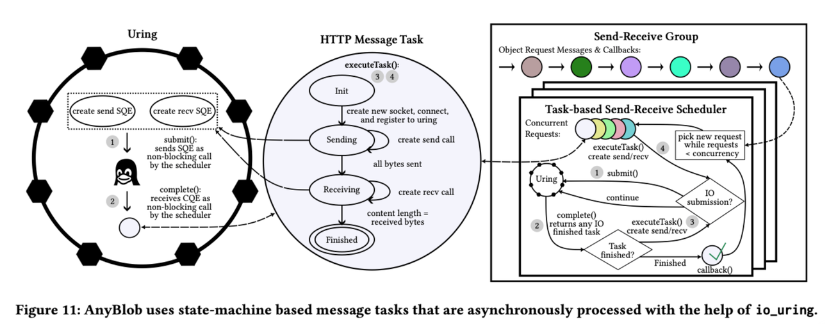 Uring
create send SQE
create recv SQE
1
submit():
sends SQE as
non-blocking call
by the scheduler
2
complete():
receives CQE as
non-blocking call
by the scheduler
HTTP Message Task
executeTask():
3 4
Init
create new socket, connect,
and register to uring
Sending
create send call
all bytes sent
Receiving
create recv call
content length =
received bytes
Finished
Send-Receive Group
Object Request Messages & Callbacks:
Task-based Send-Receive Scheduler
Concurrent
Requests:
pick new request
while requests
< concurrency
executeTask()
create send/recv
4
1 submit()
Uring
IO
submission?
continue
2
complete()
returns any IO
finished task
executeTask()
create send/recv
3
Task
finished?
Finished
callback()
Figure 11: AnyBlob uses state-machine based message tasks that are asynchronously processed with the help of io_uring.